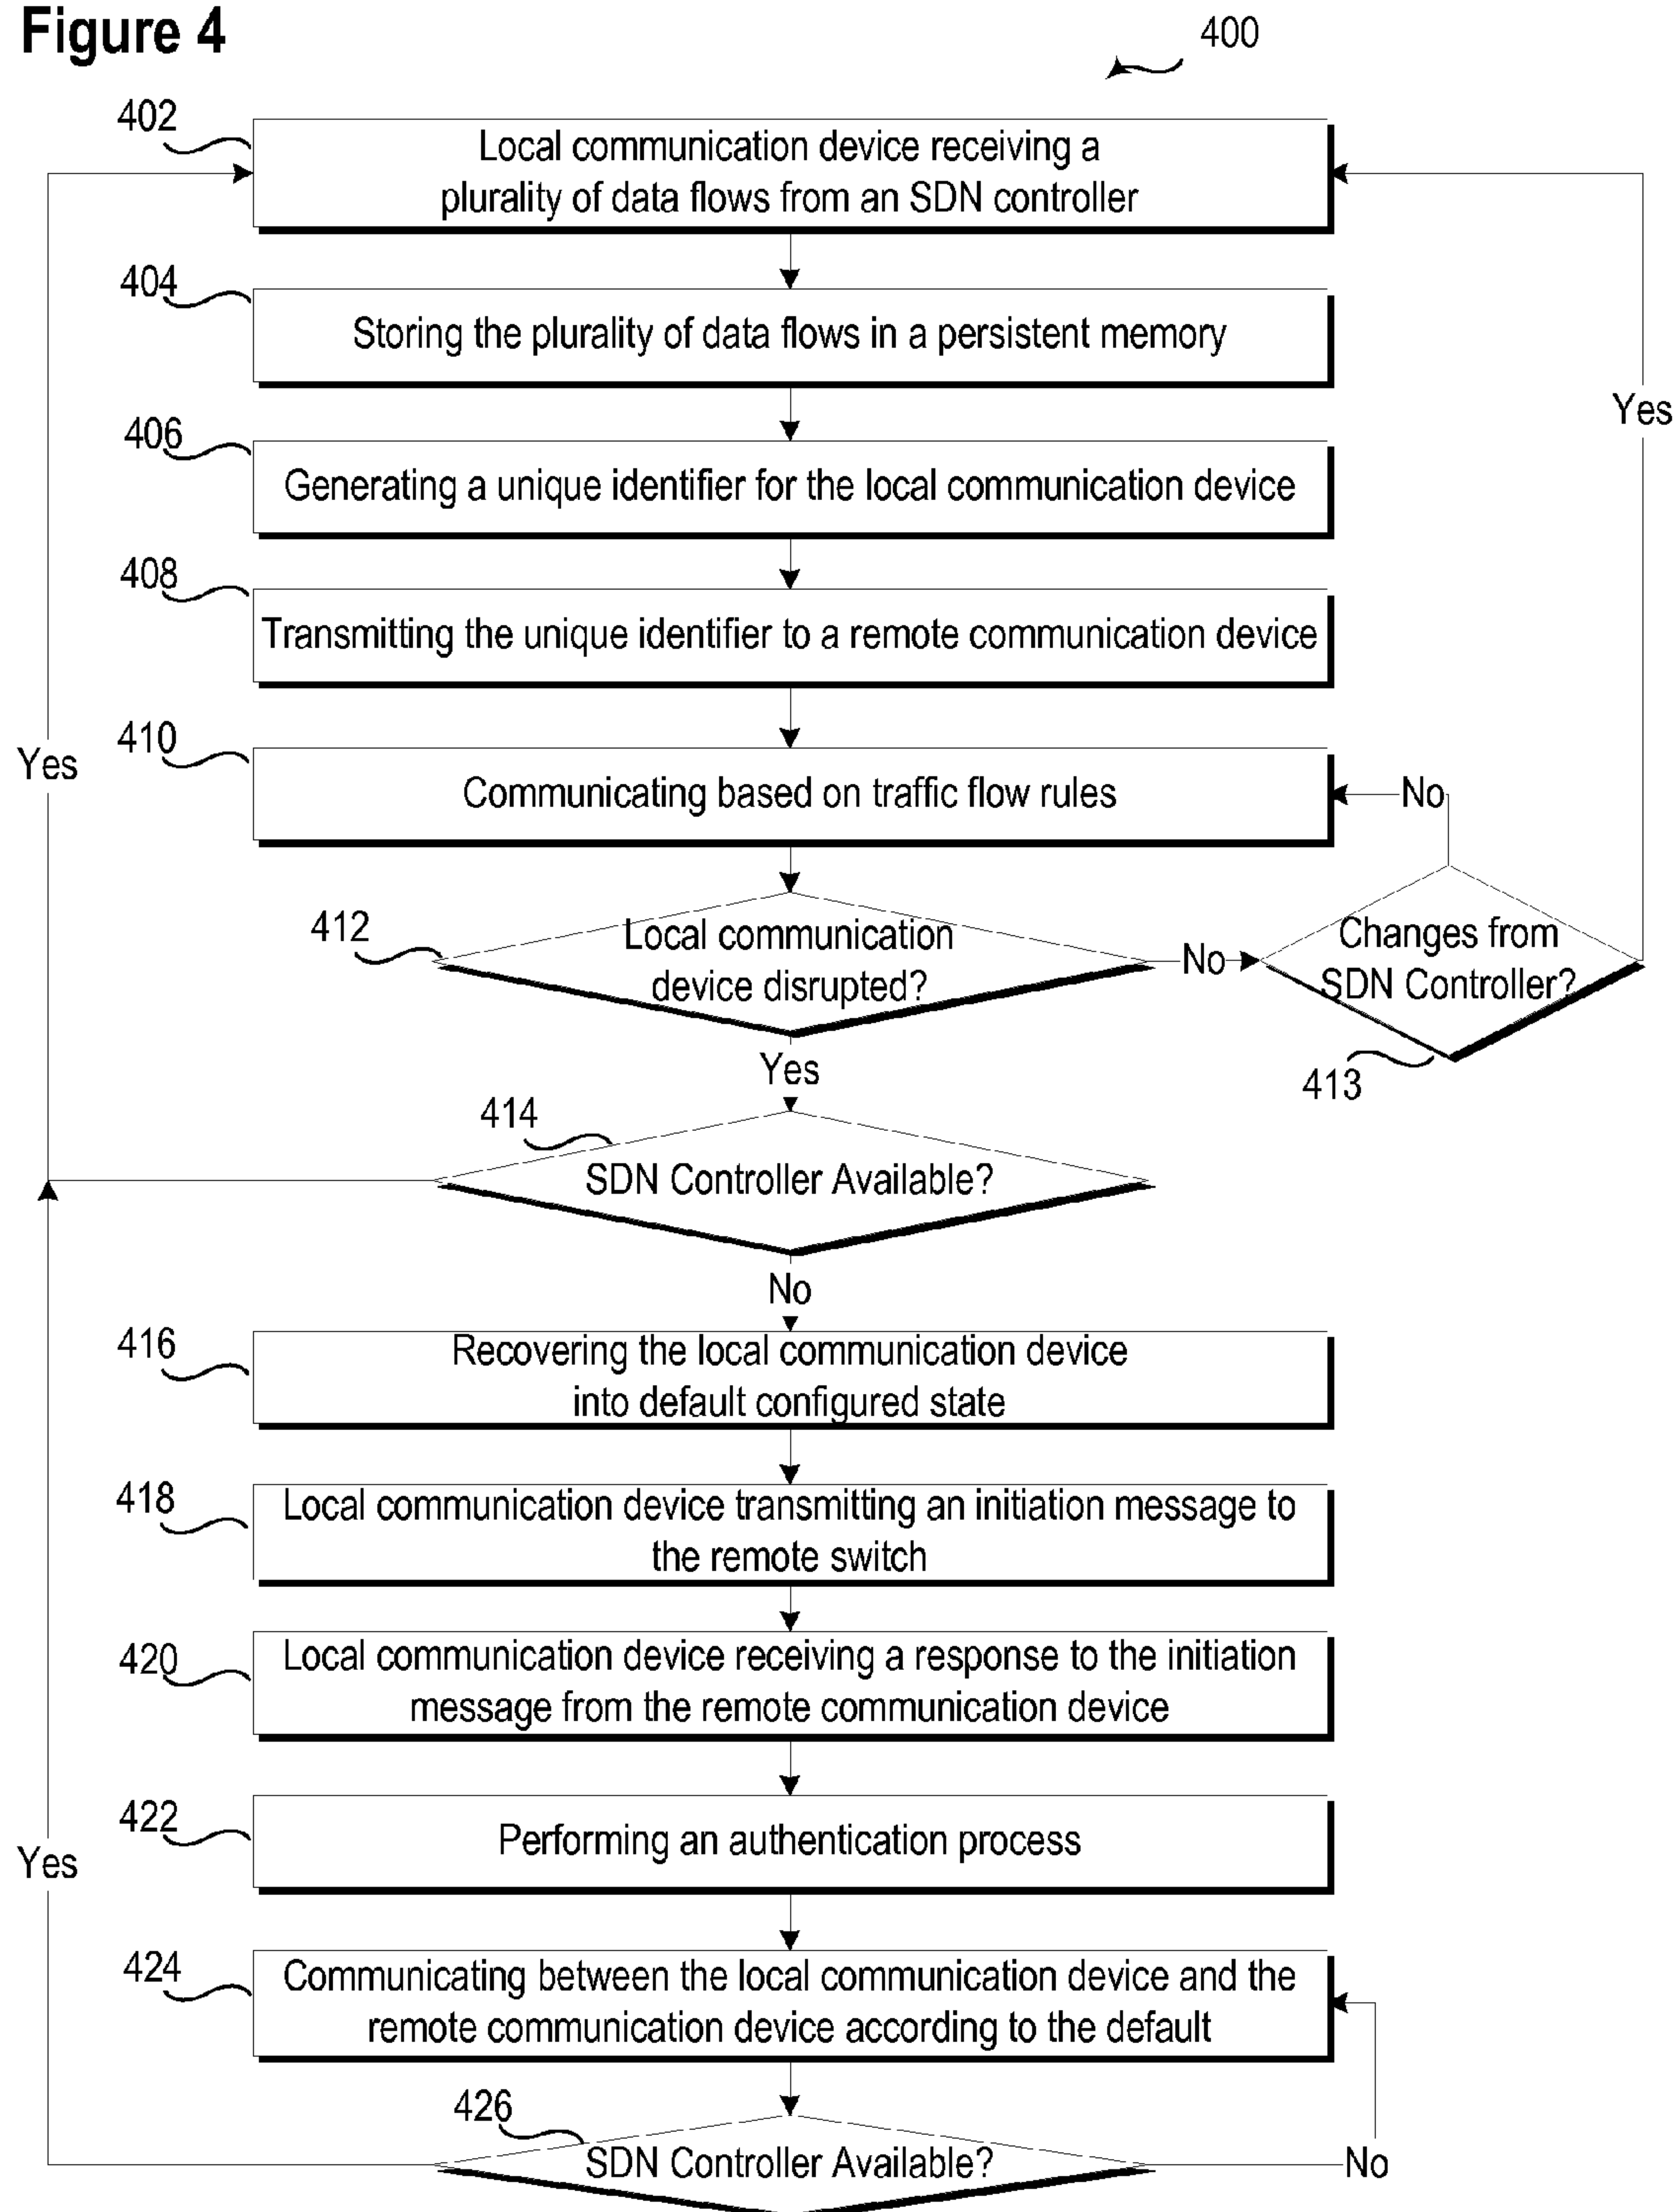 Figure 4
400
402
Local communication device receiving a
plurality of data flows from an SDN controller
404
Storing the plurality of data flows in a persistent memory
406
Generating a unique identifier for the local communication device
408
Transmitting the unique identifier to a remote communication device
410
Communicating based on traffic flow rules
No
Yes
Yes
412
Local communication
device disrupted?
No
Changes from
SDN Controller?
413
Yes
414
SDN Controller Available?
No
416
Recovering the local communication device
into default configured state
418
Local communication device transmitting an initiation message to
the remote switch
420
Local communication device receiving a response to the initiation
message from the remote communication device
422
Performing an authentication process
Yes
424
Communicating between the local communication device and the
remote communication device according to the default
426
SDN Controller Available?
No